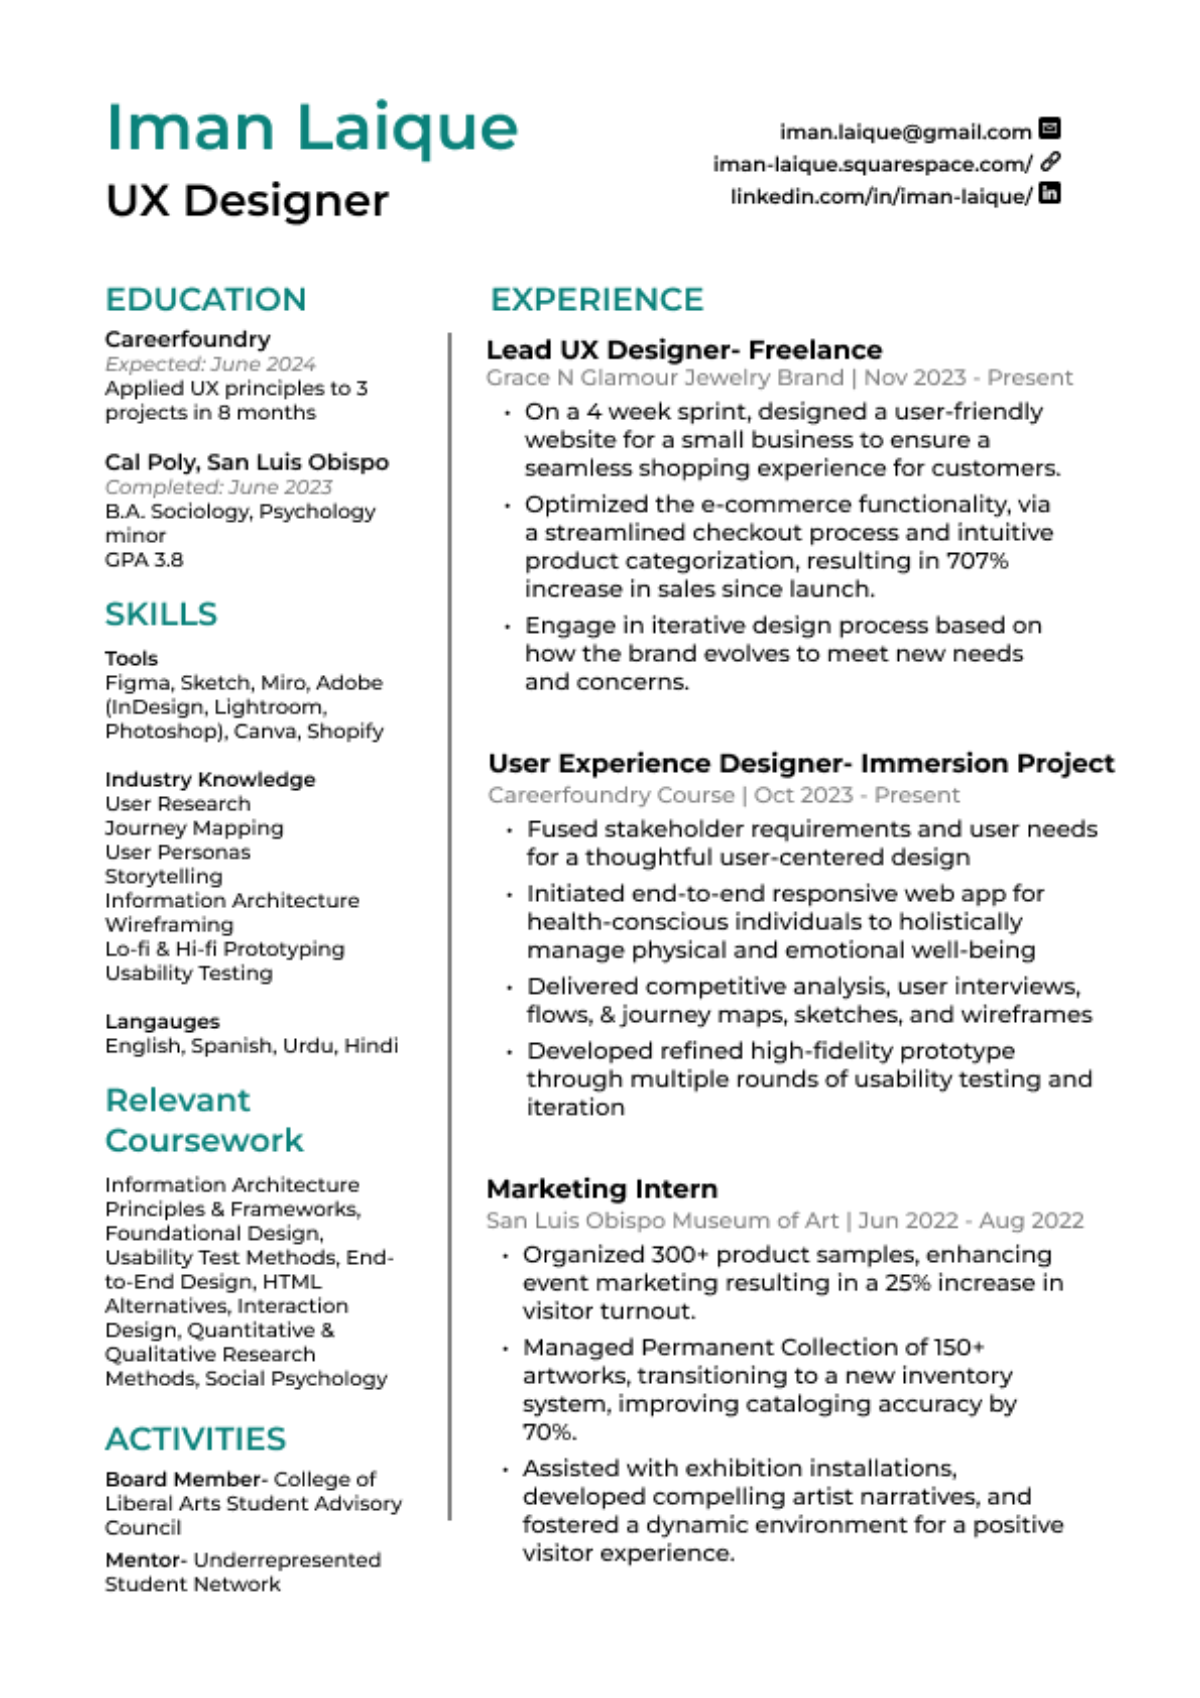 Iman Laique
UX Designer
iman.laique@gmail.com
iman-laique.squarespace.com/
linkedin.com/in/iman-laique/
EDUCATION
Careerfoundry
Expected: June 2024
Applied UX principles to 3
projects in 8 months
Cal Poly, San Luis Obispo
Completed: June 2023
B.A. Sociology, Psychology
minor
GPA 3.8
SKILLS
Tools
Figma, Sketch, Miro, Adobe
(InDesign, Lightroom,
Photoshop), Canva, Shopify
Industry Knowledge
User Research
Journey Mapping
User Personas
Storytelling
Information Architecture
Wireframing
Lo-fi & Hi-fi Prototyping
Usability Testing
Langauges
English, Spanish, Urdu, Hindi
Relevant
Coursework
Information Architecture
Principles & Frameworks,
Foundational Design,
Usability Test Methods, End-
to-End Design, HTML
Alternatives, Interaction
Design, Quantitative &
Qualitative Research
Methods, Social Psychology
ACTIVITIES
Board Member- College of
Liberal Arts Student Advisory
Council
Mentor- Underrepresented
Student Network
EXPERIENCE
Lead UX Designer- Freelance
Grace N Glamour Jewelry Brand | Nov 2023 - Present
• On a 4 week sprint, designed a user-friendly
website for a small business to ensure a
seamless shopping experience for customers.
• Optimized the e-commerce functionality, via
a streamlined checkout process and intuitive
product categorization, resulting in 707%
increase in sales since launch.
• Engage in iterative design process based on
how the brand evolves to meet new needs
and concerns.
User Experience Designer- Immersion Project
Careerfoundry Course | Oct 2023 - Present
• Fused stakeholder requirements and user needs
for a thoughtful user-centered design
• Initiated end-to-end responsive web app for
health-conscious individuals to holistically
manage physical and emotional well-being
• Delivered competitive analysis, user interviews,
flows, & journey maps, sketches, and wireframes
• Developed refined high-fidelity prototype
through multiple rounds of usability testing and
iteration
Marketing Intern
San Luis Obispo Museum of Art | Jun 2022 - Aug 2022
• Organized 300+ product samples, enhancing
event marketing resulting in a 25% increase in
visitor turnout.
• Managed Permanent Collection of 150+
artworks, transitioning to a new inventory
system, improving cataloging accuracy by
70%.
• Assisted with exhibition installations,
developed compelling artist narratives, and
fostered a dynamic environment for a positive
visitor experience.